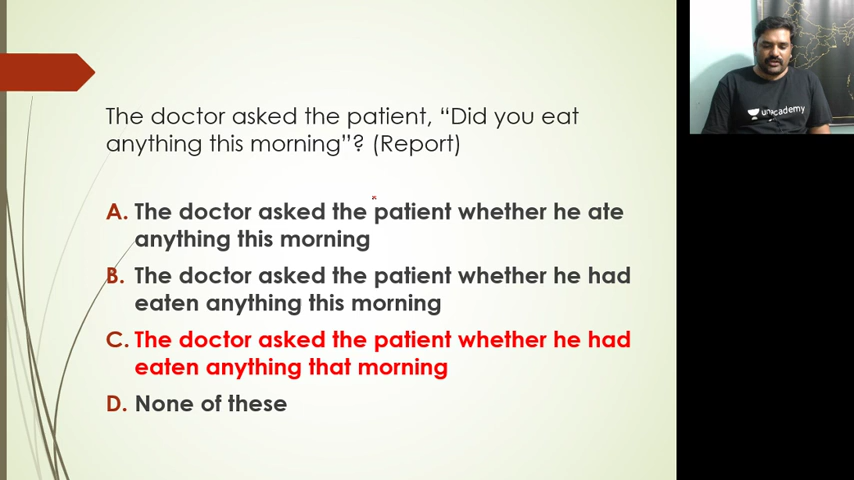 The doctor asked the patient, “Did you eat
anything this morning”? (Report)
A. The doctor asked the patient whether he ate
anything this morning
B. The doctor asked the patient whether he had
eaten anything this morning
C. The doctor asked the patient whether he had
eaten anything that morning
D. None of these
unacademy